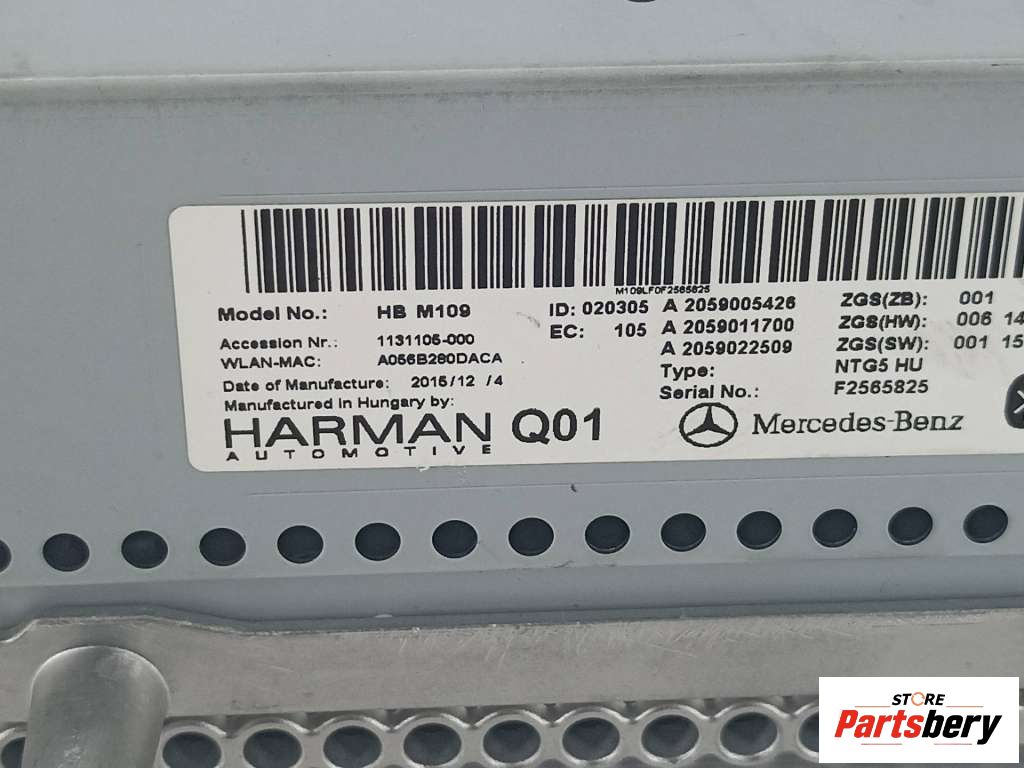 M109LF0F2565825
Model No.: HB M109 ID: 020305 A 2059005426 ZGS(ZB): 001
EC: 105 A 2059011700 ZGS(HW): 006 14
Accession Nr.: 1131105-000 A 2059022509 ZGS(SW): 001 15
WLAN-MAC: A056B280DACA Type: NTG5 HU
Date of Manufacture: 2015/12 /4 Serial No.: F2565825
Manufactured in Hungary by:
HARMAN Q01 Mercedes-Benz
AUTOMOTIVE
STORE
Partsbery